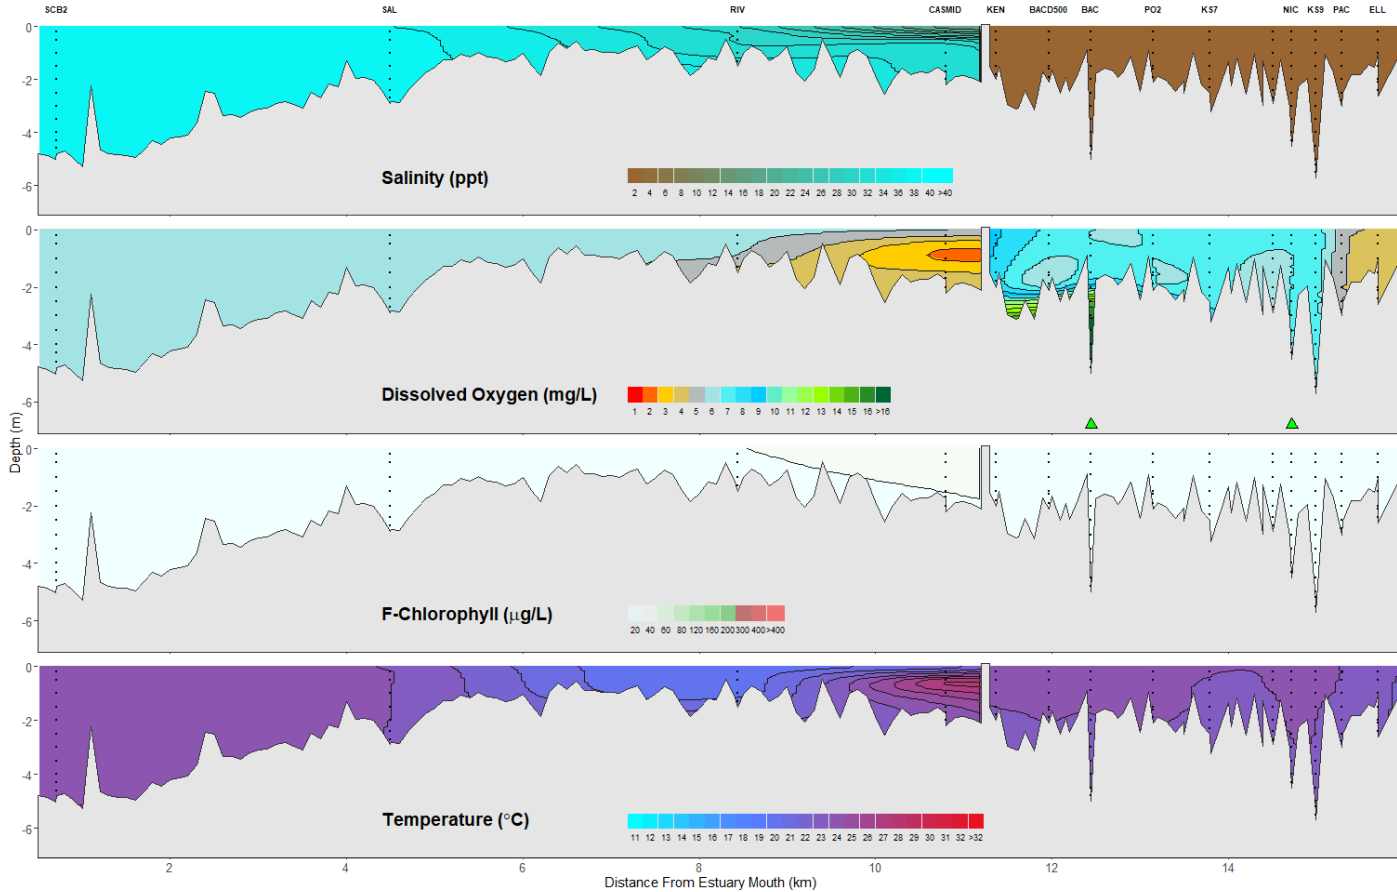 SCB2 SAL RIV CASMID KEN BACD500 BAC PO2 KS7 NIC KS9 PAC ELL
0
-2
-4
-6
Salinity (ppt)
2 4 6 8 10 12 14 16 18 20 22 24 26 28 30 32 34 36 38 40 >40
0
-2
-4
-6
Dissolved Oxygen (mg/L)
1 2 3 4 5 6 7 8 9 10 11 12 13 14 15 16 >16
Depth (m)
0
-2
-4
-6
F-Chlorophyll (μg/L)
20 40 60 80 120 160 200 300 400 >400
0
-2
-4
-6
Temperature (°C)
11 12 13 14 15 16 17 18 19 20 21 22 23 24 25 26 27 28 29 30 31 32 >32
2 4 6 8 10 12 14
Distance From Estuary Mouth (km)